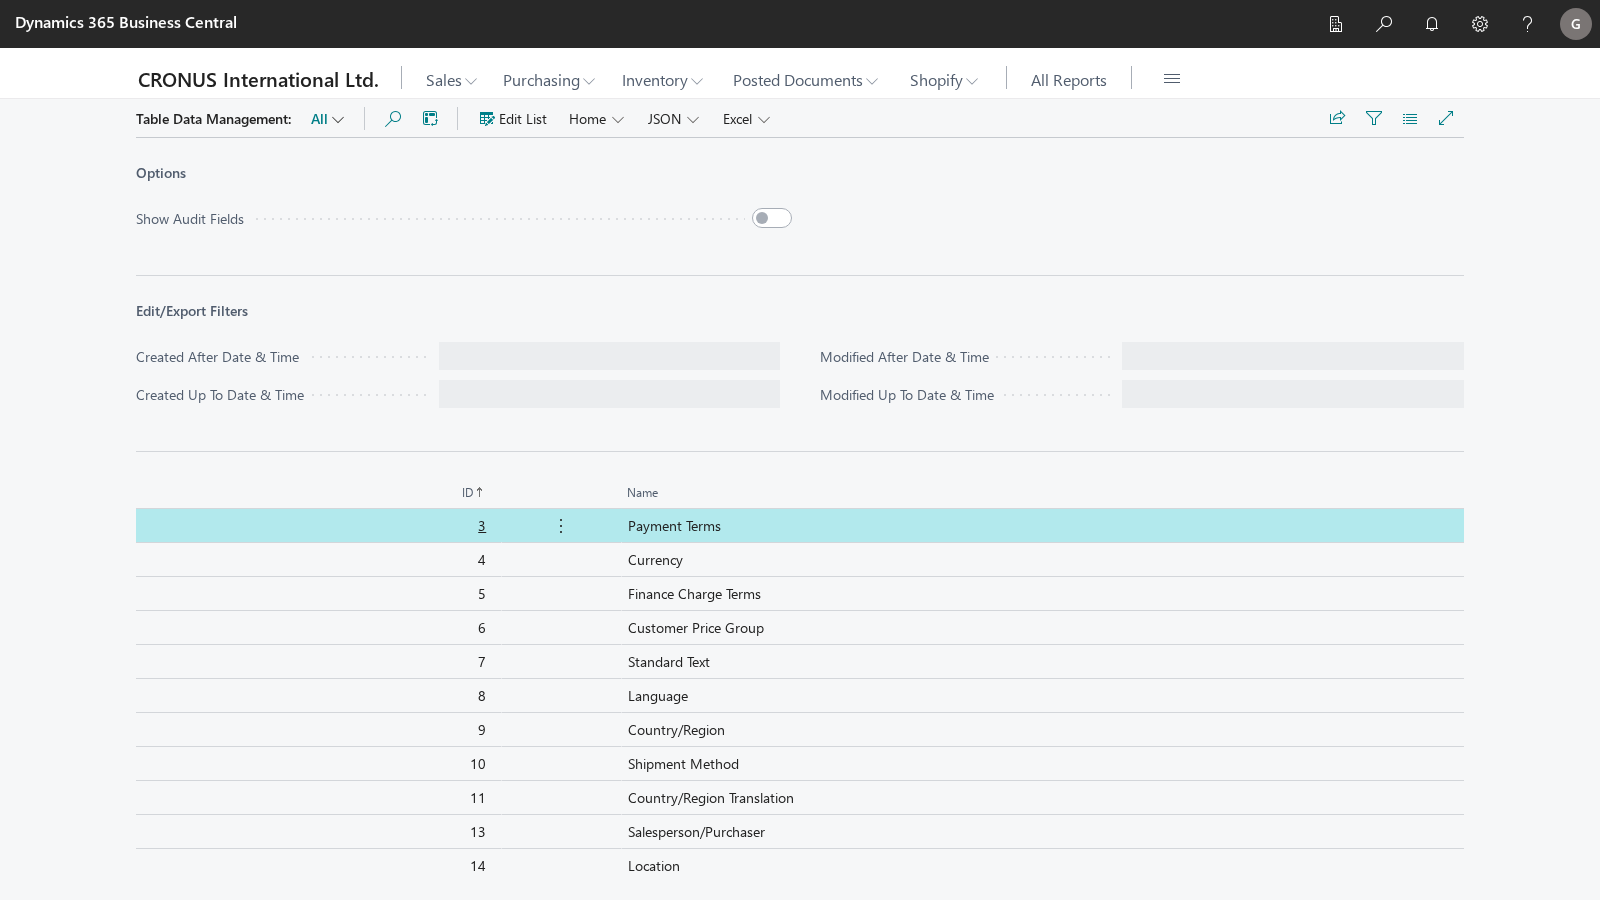 Dynamics 365 Business Central
G
CRONUS International Ltd.
Sales
Purchasing
Inventory
Posted Documents
Shopify
All Reports
Table Data Management:
All
Edit List
Home
JSON
Excel
Options
Show Audit Fields
Edit/Export Filters
Created After Date & Time
Modified After Date & Time
Created Up To Date & Time
Modified Up To Date & Time
ID↑ Name
3 Payment Terms
4 Currency
5 Finance Charge Terms
6 Customer Price Group
7 Standard Text
8 Language
9 Country/Region
10 Shipment Method
11 Country/Region Translation
13 Salesperson/Purchaser
14 Location